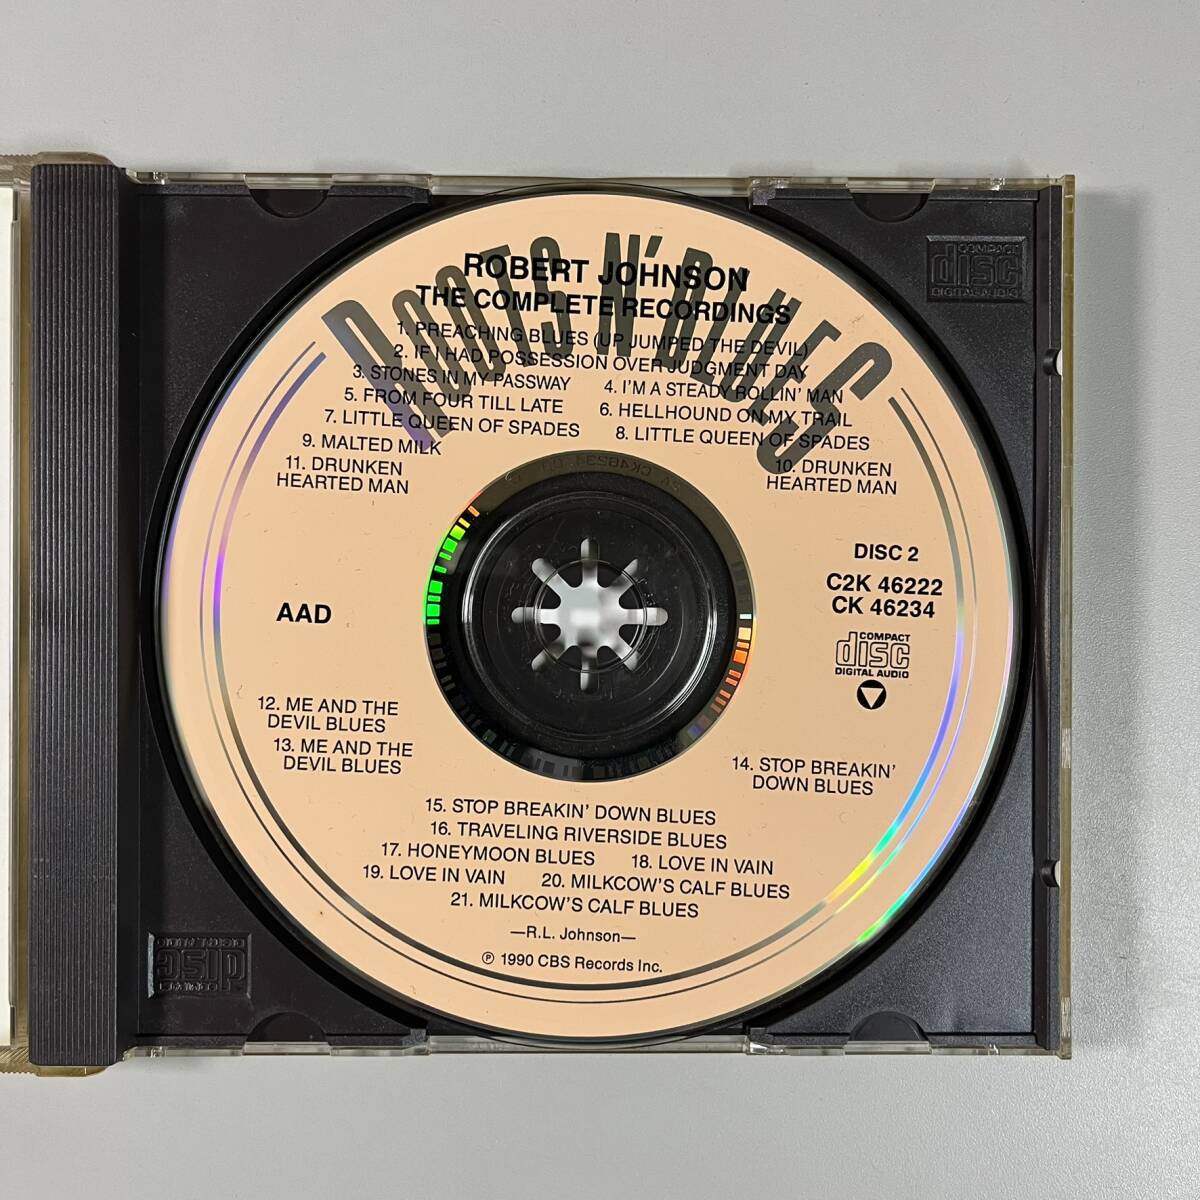 ROOTS N' BLUES
ROBERT JOHNSON
THE COMPLETE RECORDINGS
1. PREACHING BLUES (UP JUMPED THE DEVIL)
2. IF I HAD POSSESSION OVER JUDGMENT DAY
3. STONES IN MY PASSWAY 4. I'M A STEADY ROLLIN' MAN
5. FROM FOUR TILL LATE 6. HELLHOUND ON MY TRAIL
7. LITTLE QUEEN OF SPADES 8. LITTLE QUEEN OF SPADES
9. MALTED MILK 10. DRUNKEN
HEARTED MAN
11. DRUNKEN
HEARTED MAN
DISC 2
C2K 46222
CK 46234
AAD
COMPACT
disc
DIGITAL AUDIO
12. ME AND THE
DEVIL BLUES
13. ME AND THE
DEVIL BLUES
14. STOP BREAKIN'
DOWN BLUES
15. STOP BREAKIN' DOWN BLUES
16. TRAVELING RIVERSIDE BLUES
17. HONEYMOON BLUES 18. LOVE IN VAIN
19. LOVE IN VAIN 20. MILKCOW'S CALF BLUES
21. MILKCOW'S CALF BLUES
—R.L. Johnson—
℗ 1990 CBS Records Inc.
COMPACT
disc
DIGITAL AUDIO
COMPACT
disc
DIGITAL AUDIO